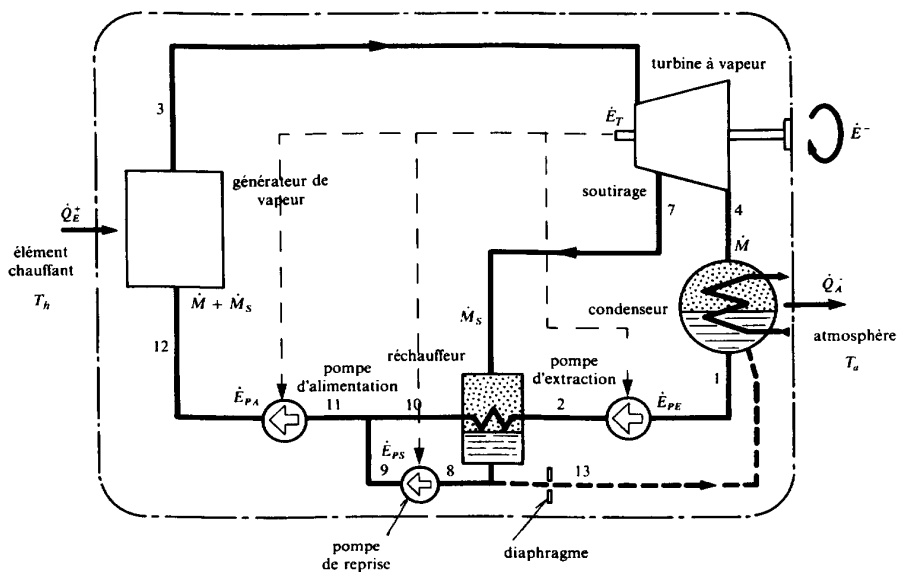 turbine à vapeur
3
Ė_T
Ė⁻
générateur de
vapeur
soutirage
7
4
Q̇_E⁺
Ṁ
élément
chauffant
Q̇_A⁻
condenseur
T_h
Ṁ + Ṁ_S
Ṁ_S
atmosphère
T_a
12
réchauffeur
pompe
d'alimentation
pompe
d'extraction
1
Ė_PA
11
10
2
Ė_PE
Ė_PS
9
8
13
pompe
de reprise
diaphragme